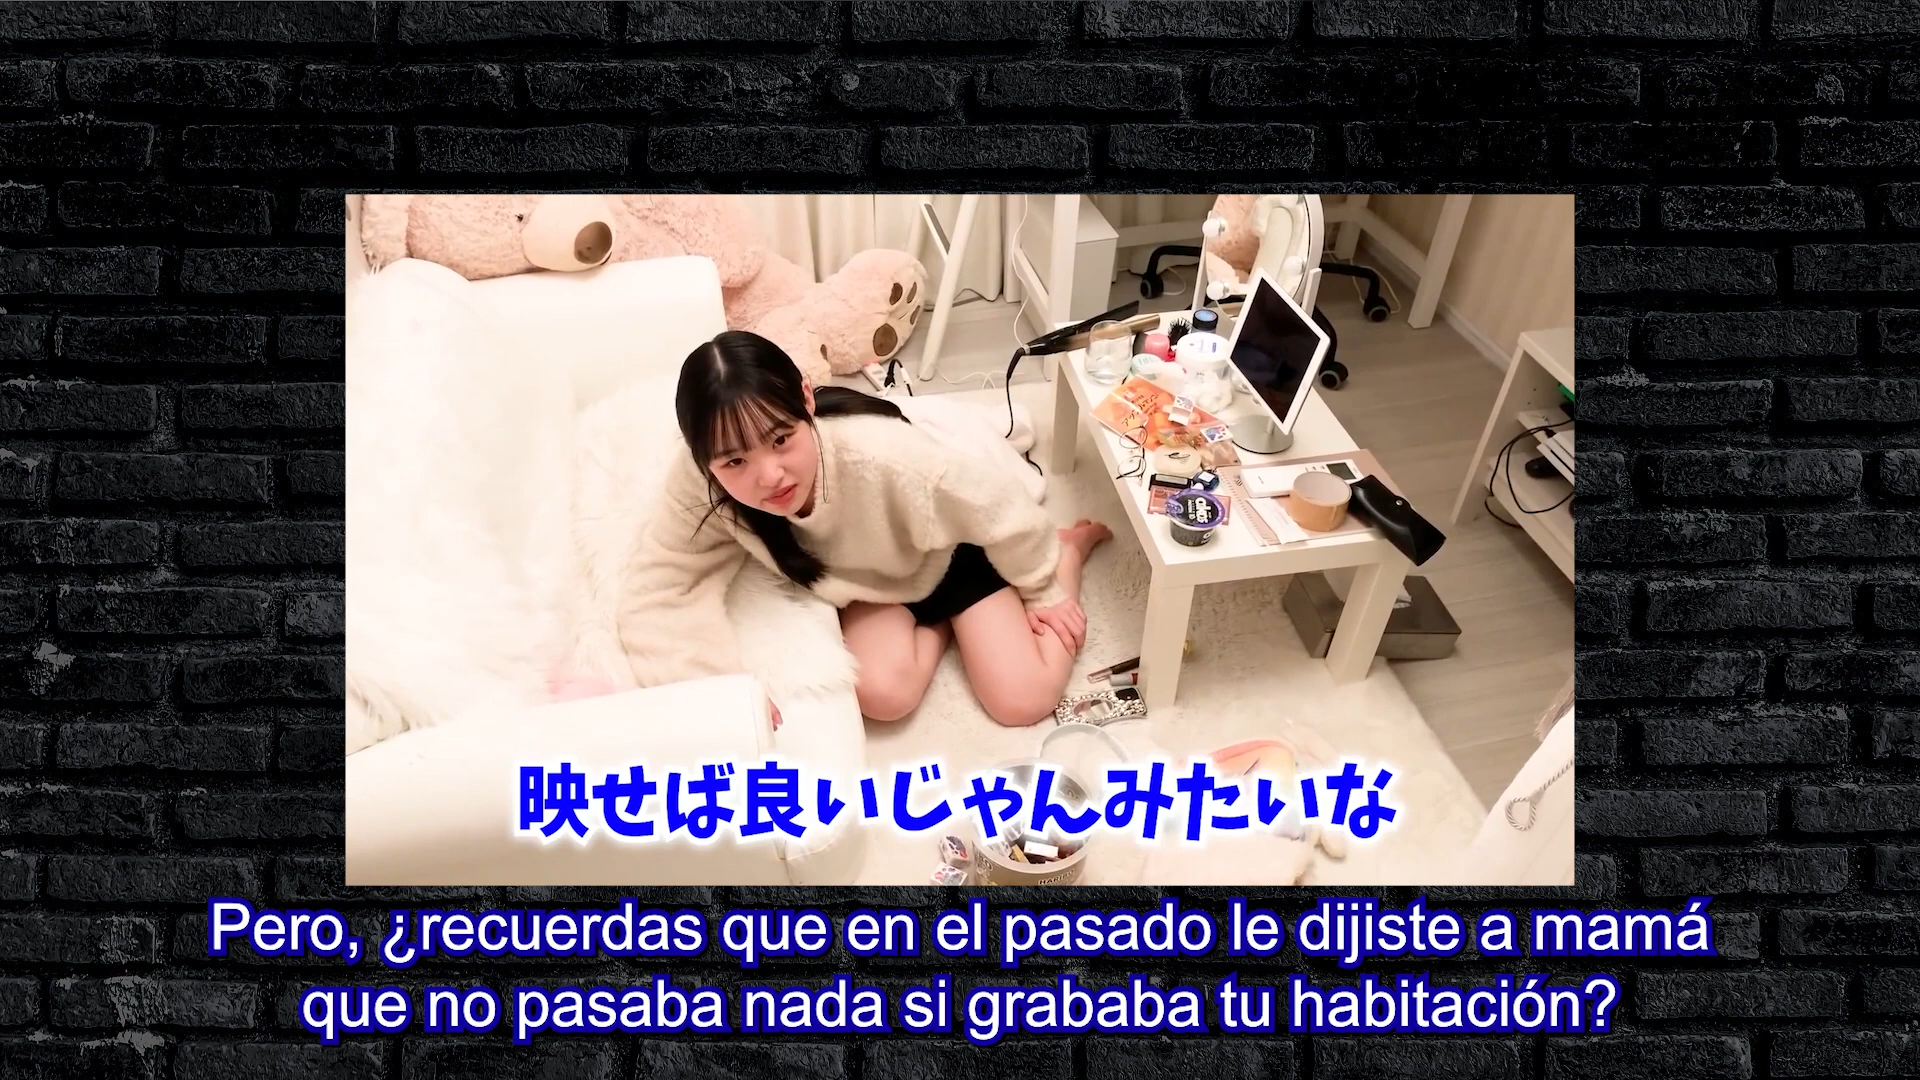 映せば良いじゃんみたいな
Pero, ¿recuerdas que en el pasado le dijiste a mamá
que no pasaba nada si grababa tu habitación?